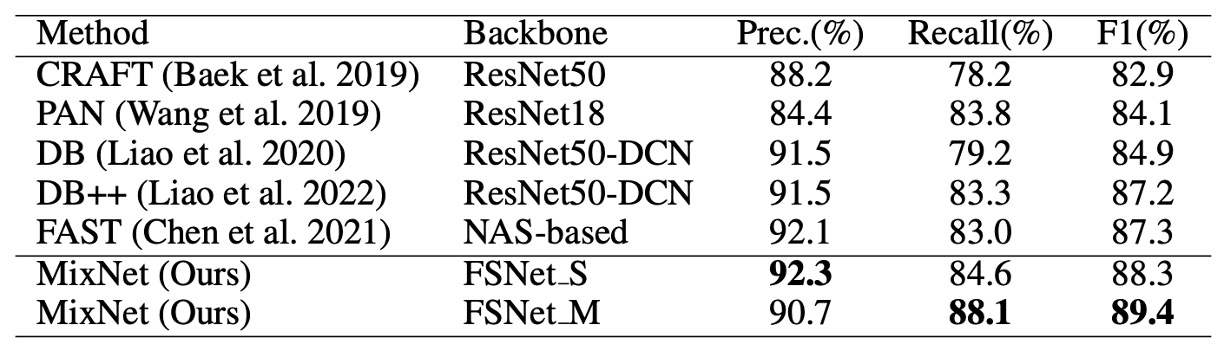 Method Backbone Prec.(%) Recall(%) F1(%)
CRAFT (Baek et al. 2019) ResNet50 88.2 78.2 82.9
PAN (Wang et al. 2019) ResNet18 84.4 83.8 84.1
DB (Liao et al. 2020) ResNet50-DCN 91.5 79.2 84.9
DB++ (Liao et al. 2022) ResNet50-DCN 91.5 83.3 87.2
FAST (Chen et al. 2021) NAS-based 92.1 83.0 87.3
MixNet (Ours) FSNet_S 92.3 84.6 88.3
MixNet (Ours) FSNet_M 90.7 88.1 89.4